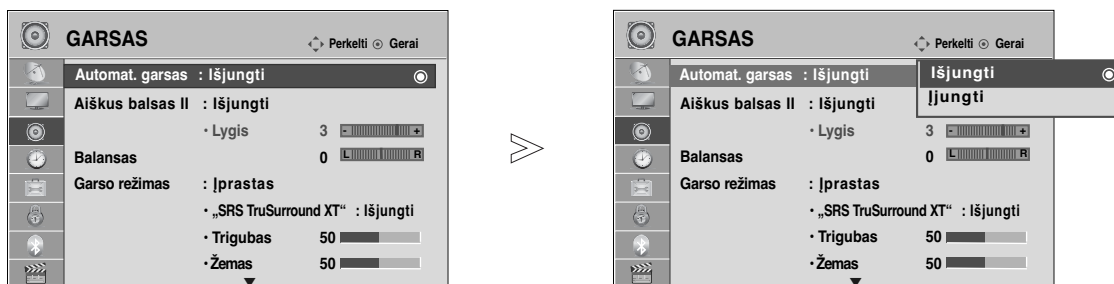 GARSAS Perkelti Gerai
Automat. garsas : Išjungti
Aiškus balsas II : Išjungti
• Lygis 3 - +
Balansas 0 L R
Garso režimas : Įprastas
• „SRS TruSurround XT“ : Išjungti
• Trigubas 50
• Žemas 50
>
GARSAS Perkelti Gerai
Automat. garsas : Išjungti
Išjungti
Įjungti
Aiškus balsas II : Išjungti
• Lygis 3 - +
Balansas 0 L R
Garso režimas : Įprastas
• „SRS TruSurround XT“ : Išjungti
• Trigubas 50
• Žemas 50